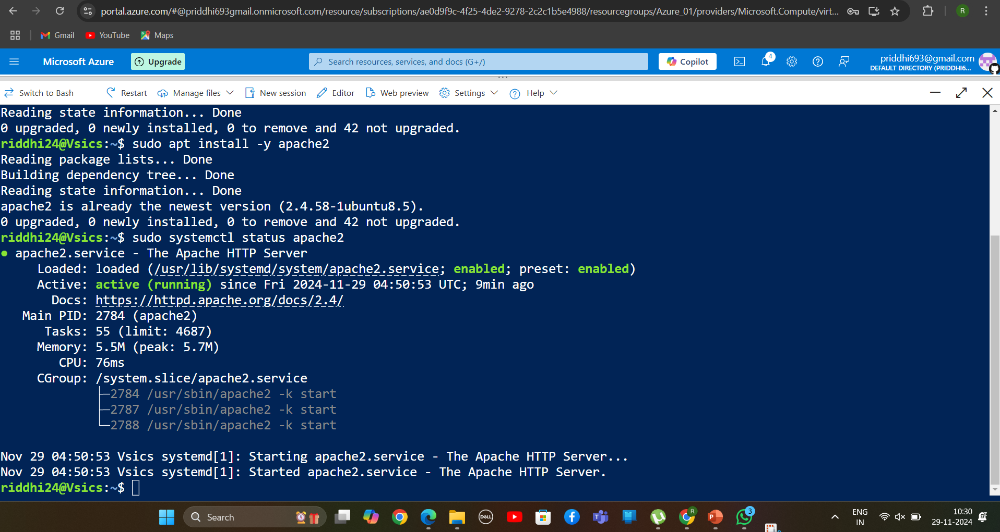 portal.azure.com/#@priddhi693gmail.onmicrosoft.com/resource/subscriptions/ae0d9f9c-4f25-4de2-9278-2c2c1b5e4988/resourcegroups/Azure_01/providers/Microsoft.Compute/virt...
R
Gmail YouTube Maps
Microsoft Azure Upgrade Search resources, services, and docs (G+/) Copilot 4 priddhi693@gmail.com
DEFAULT DIRECTORY (PRIDDHI6...
Switch to Bash Restart Manage files New session Editor Web preview Settings Help
Reading state information... Done
0 upgraded, 0 newly installed, 0 to remove and 42 not upgraded.
riddhi24@Vsics:~$ sudo apt install -y apache2
Reading package lists... Done
Building dependency tree... Done
Reading state information... Done
apache2 is already the newest version (2.4.58-1ubuntu8.5).
0 upgraded, 0 newly installed, 0 to remove and 42 not upgraded.
riddhi24@Vsics:~$ sudo systemctl status apache2
● apache2.service - The Apache HTTP Server
Loaded: loaded (/usr/lib/systemd/system/apache2.service; enabled; preset: enabled)
Active: active (running) since Fri 2024-11-29 04:50:53 UTC; 9min ago
Docs: https://httpd.apache.org/docs/2.4/
Main PID: 2784 (apache2)
Tasks: 55 (limit: 4687)
Memory: 5.5M (peak: 5.7M)
CPU: 76ms
CGroup: /system.slice/apache2.service
├─2784 /usr/sbin/apache2 -k start
├─2787 /usr/sbin/apache2 -k start
└─2788 /usr/sbin/apache2 -k start
Nov 29 04:50:53 Vsics systemd[1]: Starting apache2.service - The Apache HTTP Server...
Nov 29 04:50:53 Vsics systemd[1]: Started apache2.service - The Apache HTTP Server.
riddhi24@Vsics:~$
Search DELL R 3 ENG 10:30
IN 29-11-2024